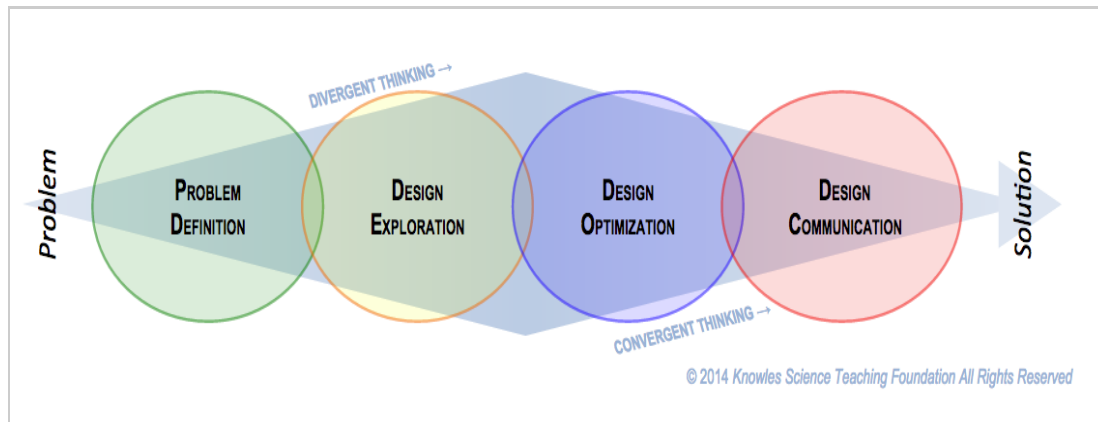 DIVERGENT THINKING →
Problem
PROBLEM
DEFINITION
DESIGN
EXPLORATION
DESIGN
OPTIMIZATION
DESIGN
COMMUNICATION
Solution
CONVERGENT THINKING →
© 2014 Knowles Science Teaching Foundation All Rights Reserved